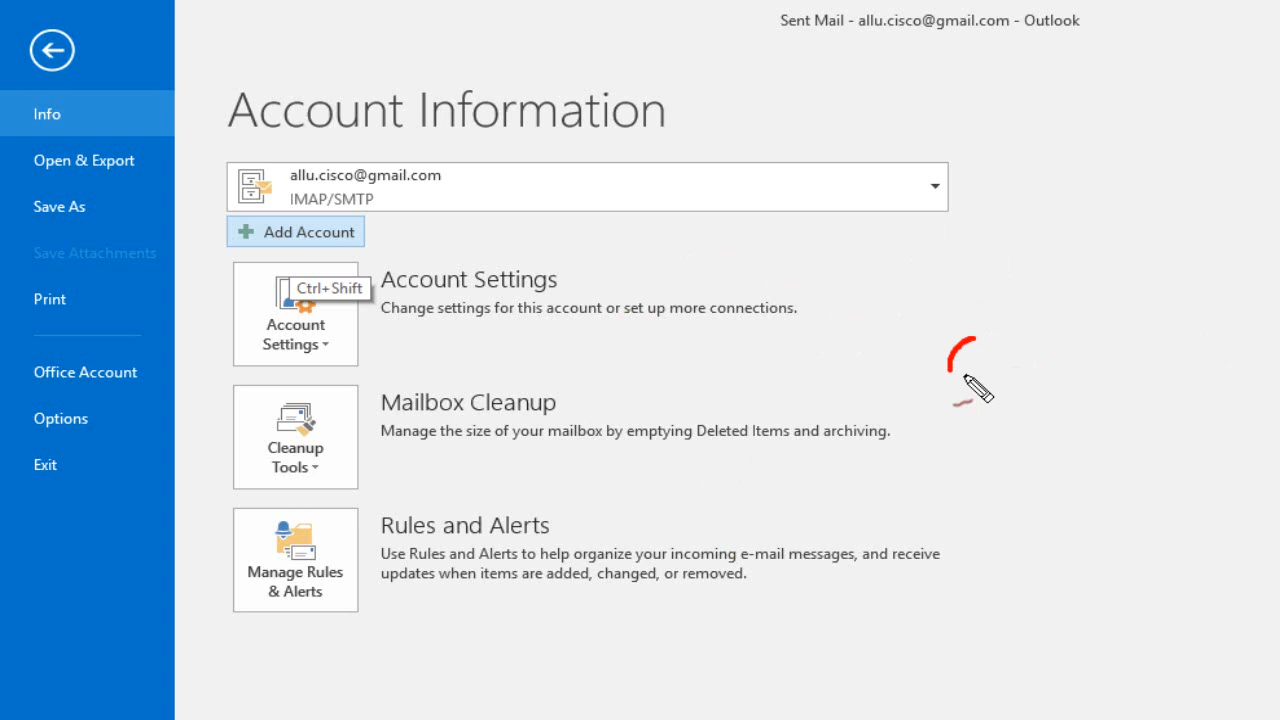 Sent Mail - allu.cisco@gmail.com - Outlook
Info
Open & Export
Save As
Save Attachments
Print
Office Account
Options
Exit
Account Information
allu.cisco@gmail.com
IMAP/SMTP
Add Account
Ctrl+Shift
Account
Settings
Account Settings
Change settings for this account or set up more connections.
Cleanup
Tools
Mailbox Cleanup
Manage the size of your mailbox by emptying Deleted Items and archiving.
Manage Rules
& Alerts
Rules and Alerts
Use Rules and Alerts to help organize your incoming e-mail messages, and receive
updates when items are added, changed, or removed.